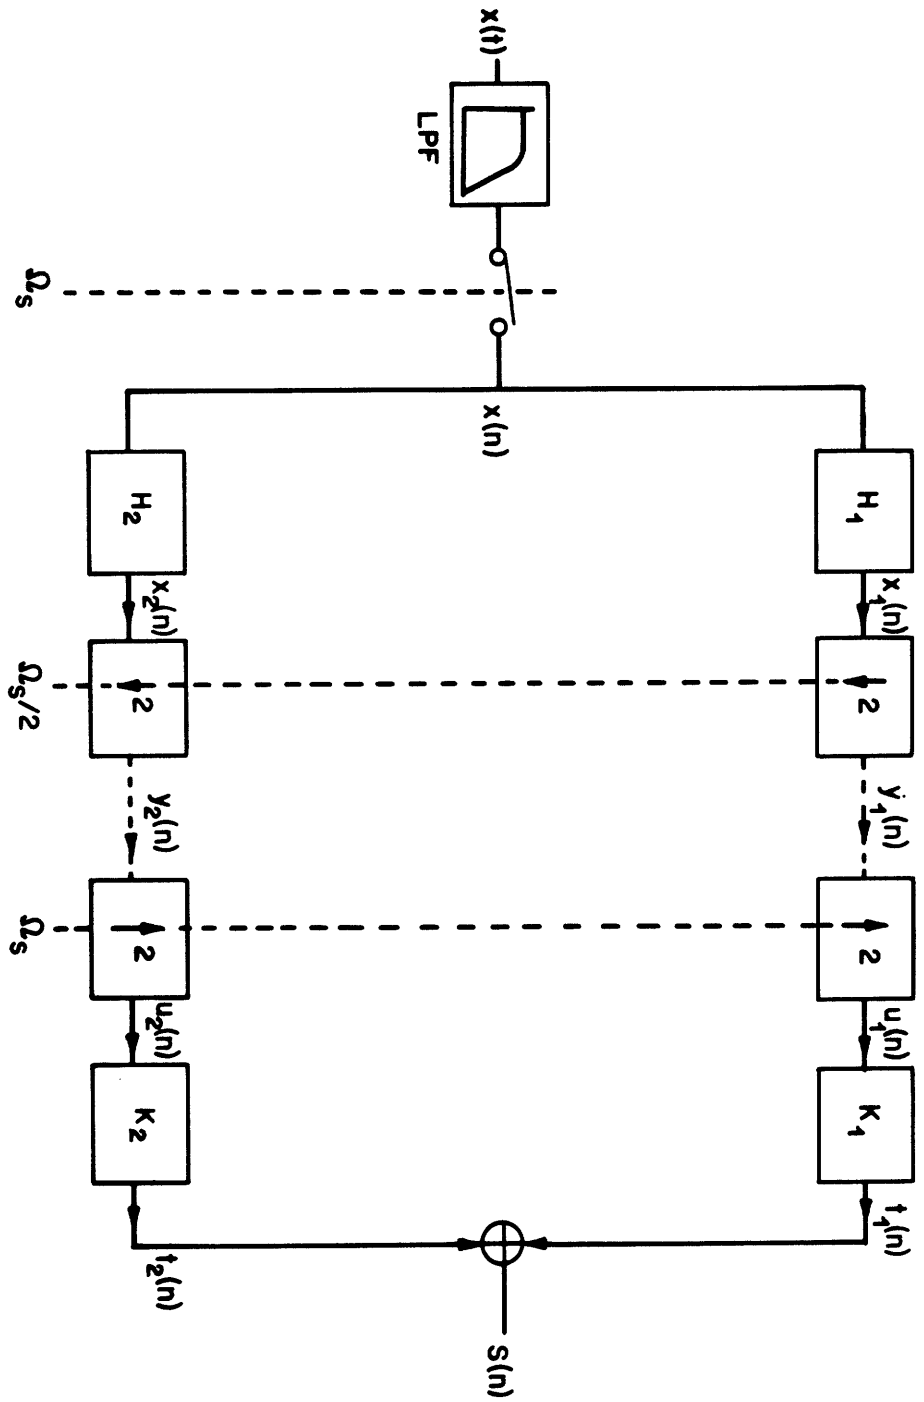 x(t)
LPF
Ωs
x(n)
H1
x1(n)
2
y1(n)
2
u1(n)
K1
t1(n)
H2
x2(n)
2
Ωs/2
y2(n)
2
Ωs
u2(n)
K2
t2(n)
S(n)